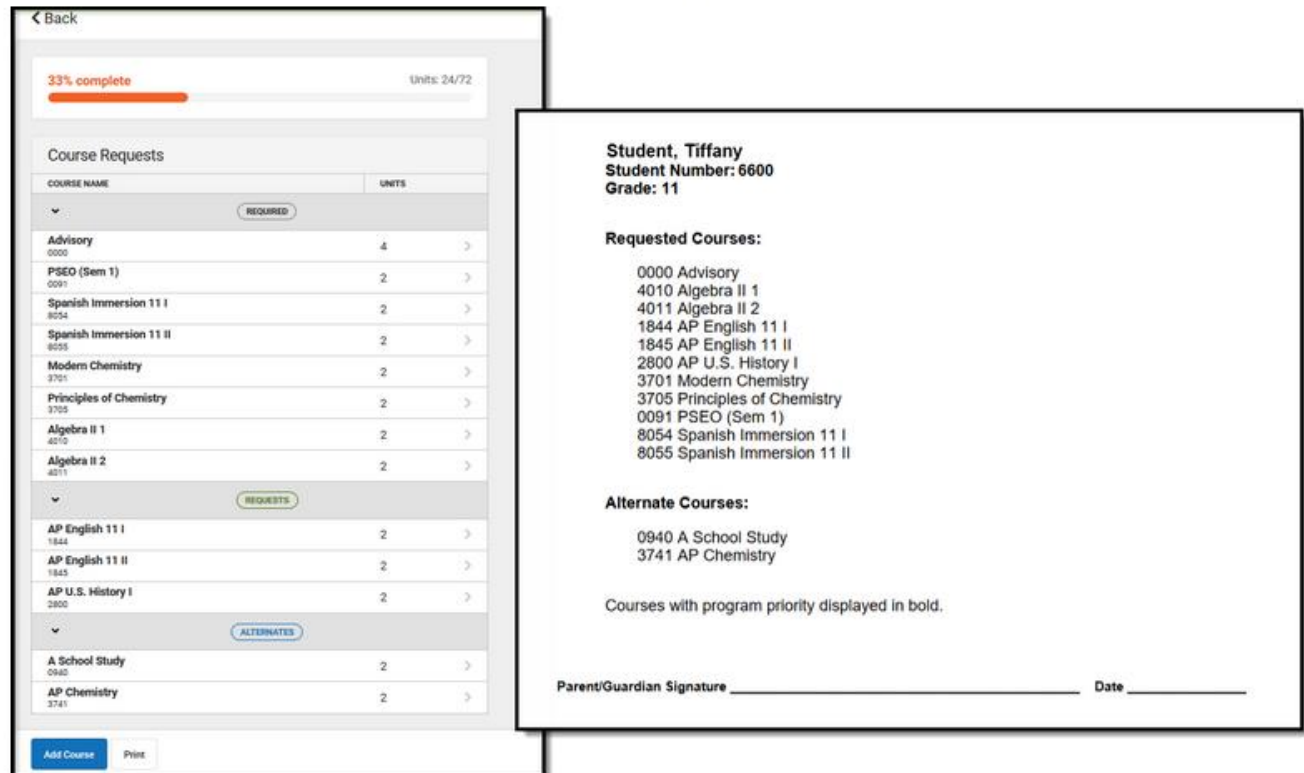 Back
33% complete Units: 24/72
Course Requests
COURSE NAME UNITS
REQUIRED
Advisory 4
0000
PSEO (Sem 1) 2
0091
Spanish Immersion 11 I 2
8054
Spanish Immersion 11 II 2
8055
Modern Chemistry 2
3701
Principles of Chemistry 2
3705
Algebra II 1 2
4010
Algebra II 2 2
4011
REQUESTS
AP English 11 I 2
1844
AP English 11 II 2
1845
AP U.S. History I 2
2800
ALTERNATES
A School Study 2
0940
AP Chemistry 2
3741
Add Course Print
Student, Tiffany
Student Number: 6600
Grade: 11
Requested Courses:
0000 Advisory
4010 Algebra II 1
4011 Algebra II 2
1844 AP English 11 I
1845 AP English 11 II
2800 AP U.S. History I
3701 Modern Chemistry
3705 Principles of Chemistry
0091 PSEO (Sem 1)
8054 Spanish Immersion 11 I
8055 Spanish Immersion 11 II
Alternate Courses:
0940 A School Study
3741 AP Chemistry
Courses with program priority displayed in bold.
Parent/Guardian Signature Date